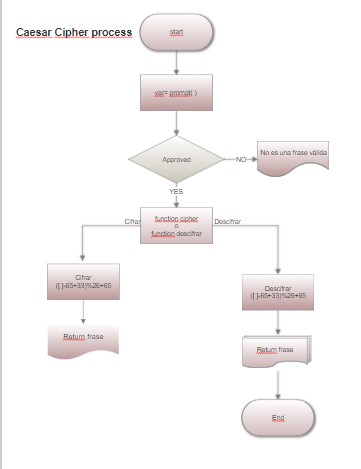 Caesar Cipher process
start
var= prompt( )
Approved
NO
No es una frase válida
YES
function cipher
o
function descifrar
Cifrar
Descifrar
Cifrar
([ ]-65+33)%26+65
Descifrar
([ ]-65+33)%26+65
Return frase
Return frase
End